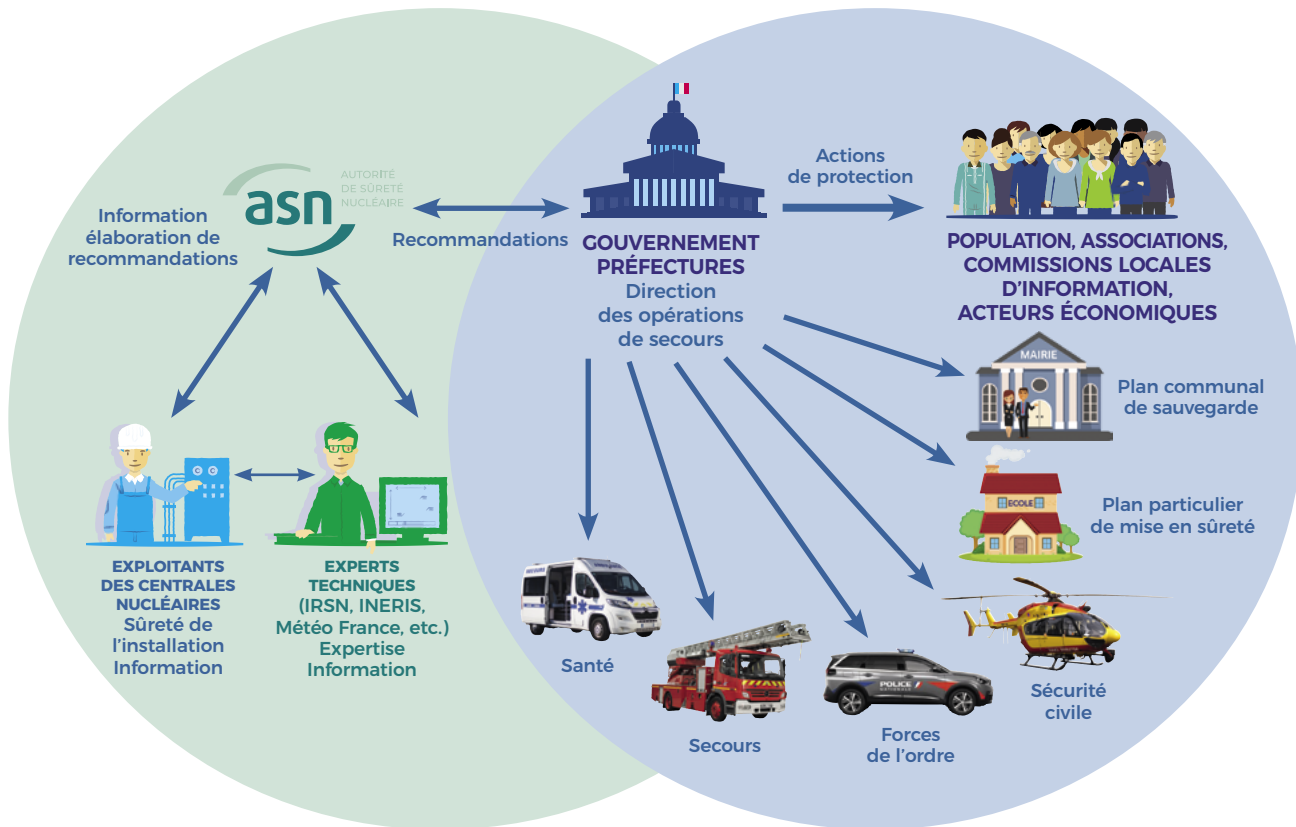 asn
AUTORITÉ
DE SÛRETÉ
NUCLÉAIRE
Information
élaboration de
recommandations
Recommandations
EXPLOITANTS
DES CENTRALES
NUCLÉAIRES
Sûreté de
l'installation
Information
EXPERTS
TECHNIQUES
(IRSN, INERIS,
Météo France, etc.)
Expertise
Information
GOUVERNEMENT
PRÉFECTURES
Direction
des opérations
de secours
Actions
de protection
POPULATION, ASSOCIATIONS,
COMMISSIONS LOCALES
D'INFORMATION,
ACTEURS ÉCONOMIQUES
MAIRIE
Plan communal
de sauvegarde
ECOLE
Plan particulier
de mise en sûreté
Santé
Secours
POLICE
NATIONALE
Forces
de l'ordre
Sécurité
civile